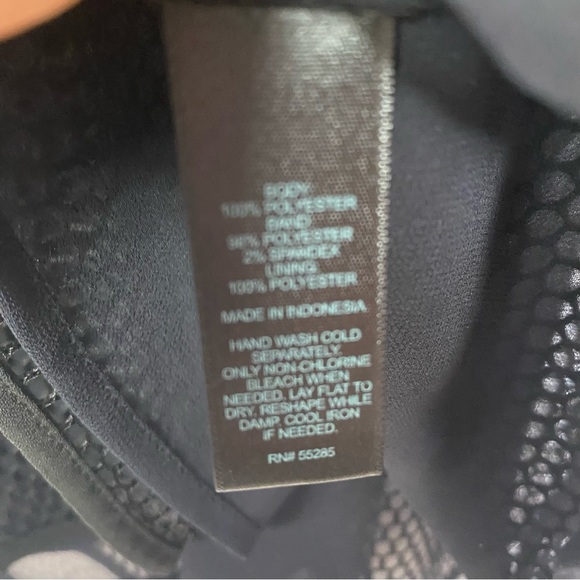 BODY
100% POLYESTER
BAND
98% POLYESTER
2% SPANDEX
LINING
100% POLYESTER
MADE IN INDONESIA
HAND WASH COLD
SEPARATELY.
ONLY NON-CHLORINE
BLEACH WHEN
NEEDED. LAY FLAT TO
DRY. RESHAPE WHILE
DAMP. COOL IRON
IF NEEDED.
RN# 55285